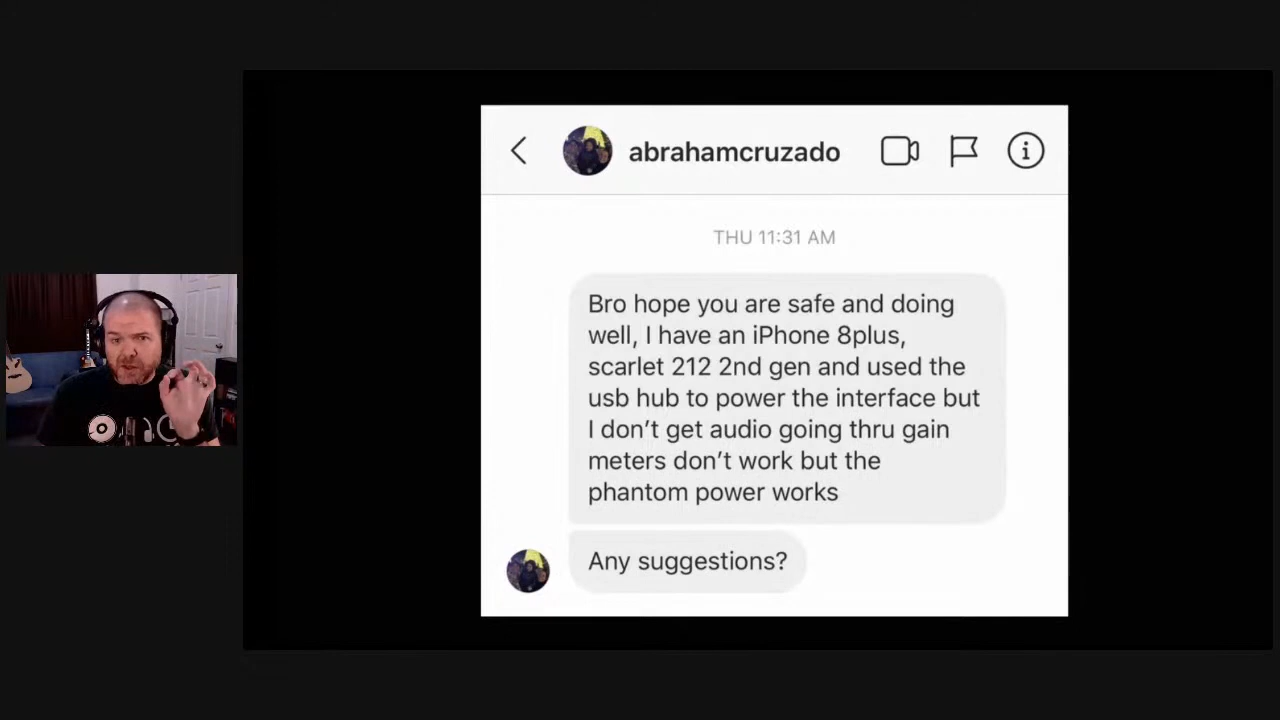 abrahamcruzado
THU 11:31 AM
Bro hope you are safe and doing
well, I have an iPhone 8plus,
scarlet 212 2nd gen and used the
usb hub to power the interface but
I don’t get audio going thru gain
meters don’t work but the
phantom power works
Any suggestions?